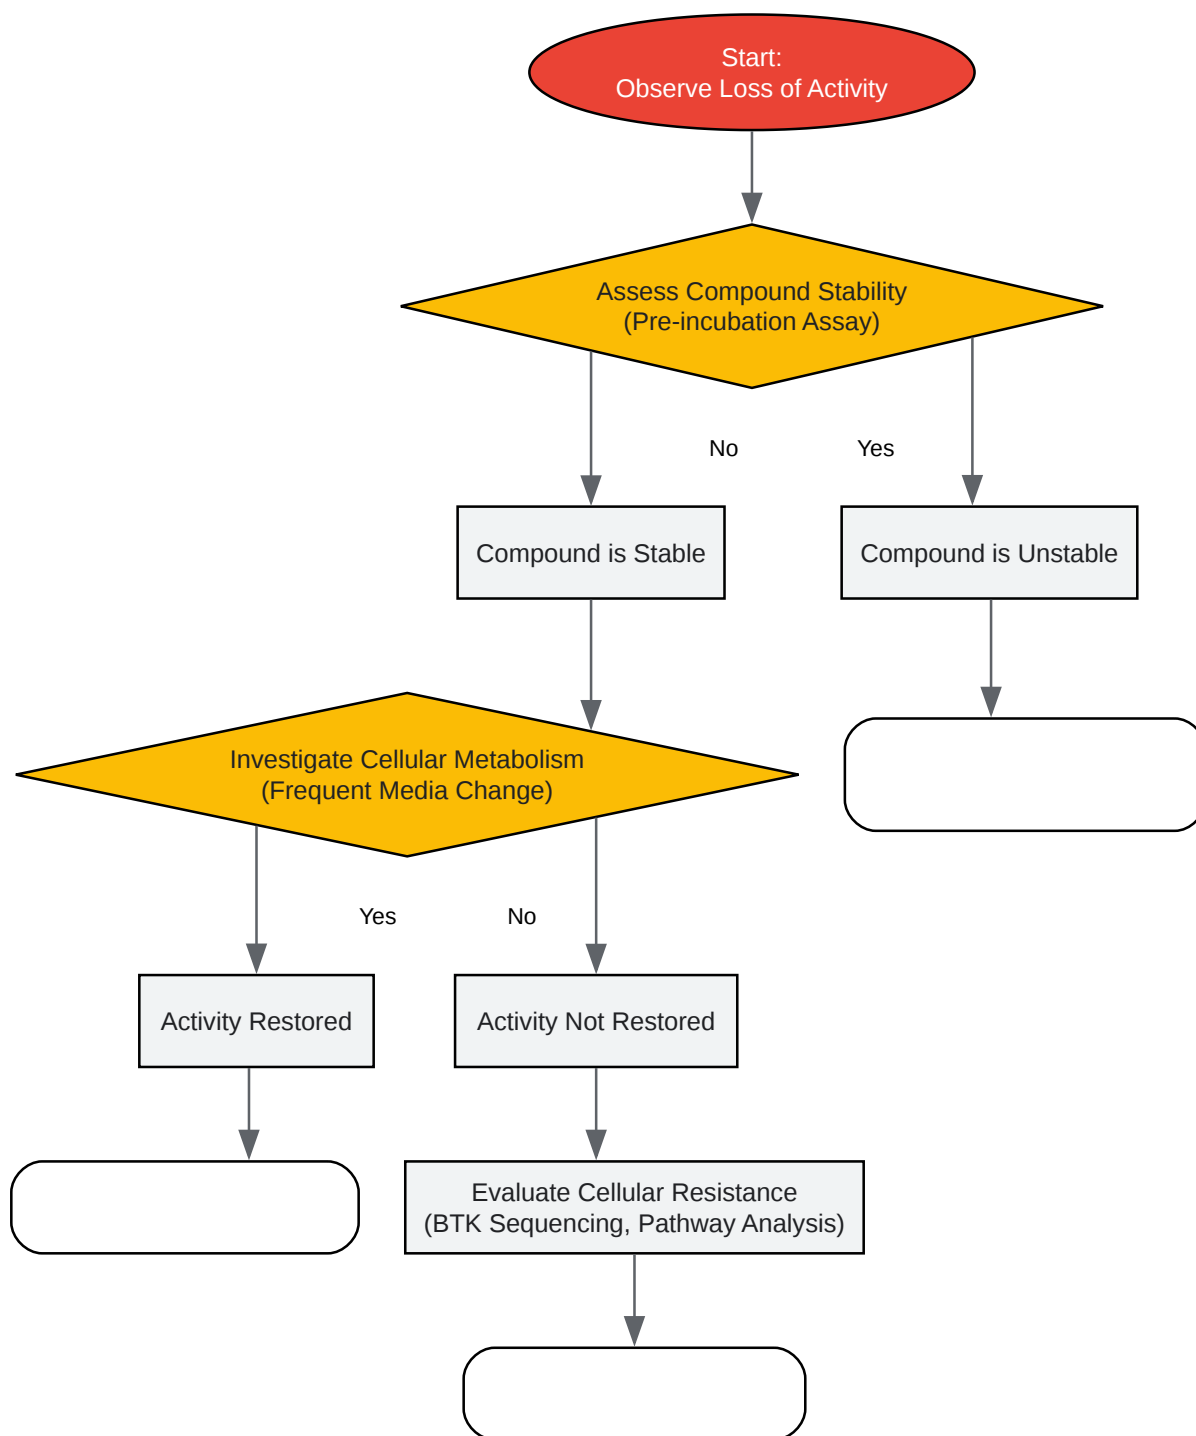 Start:
Observe Loss of Activity
Assess Compound Stability
(Pre-incubation Assay)
No
Yes
Compound is Stable
Compound is Unstable
Investigate Cellular Metabolism
(Frequent Media Change)
Yes
No
Activity Restored
Activity Not Restored
Evaluate Cellular Resistance
(BTK Sequencing, Pathway Analysis)